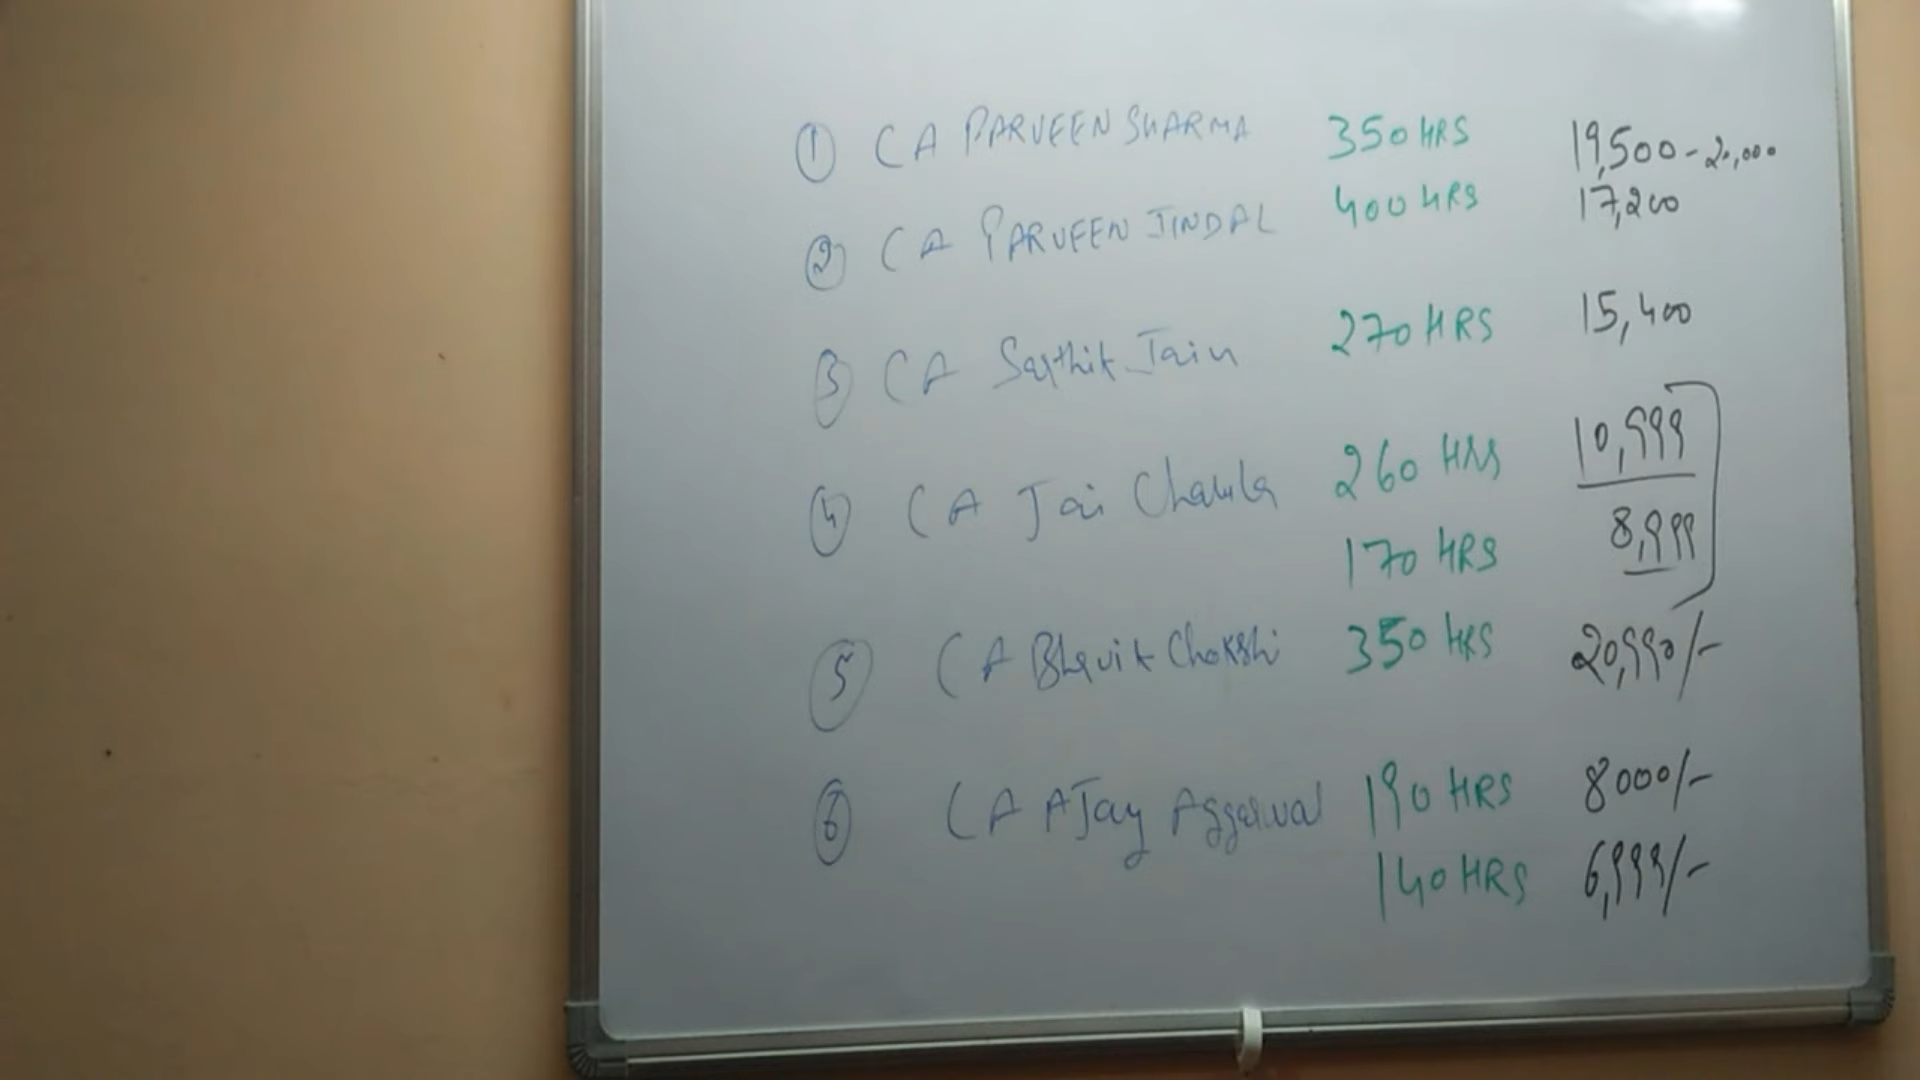 ① CA PARVEEN SHARMA 350 HRS 19,500 - 20,000
② CA PARVEEN JINDAL 400 HRS 17,200
③ CA Sarthik Jain 270 HRS 15,400
④ CA Jai Chawla 260 HRS 10,999
170 HRS 8,999
⑤ CA Bhavik Chokshi 350 HRS 20,990/-
⑥ CA AJay Aggarwal 190 HRS 8000/-
140 HRS 6,999/-